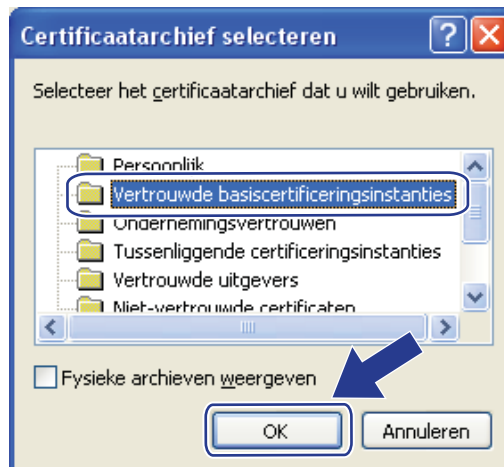 Certificaatarchief selecteren
Selecteer het certificaatarchief dat u wilt gebruiken.
Persoonlijk
Vertrouwde basiscertificeringsinstanties
Ondernemingsvertrouwen
Tussenliggende certificeringsinstanties
Vertrouwde uitgevers
Niet-vertrouwde certificaten
Fysieke archieven weergeven
OK
Annuleren